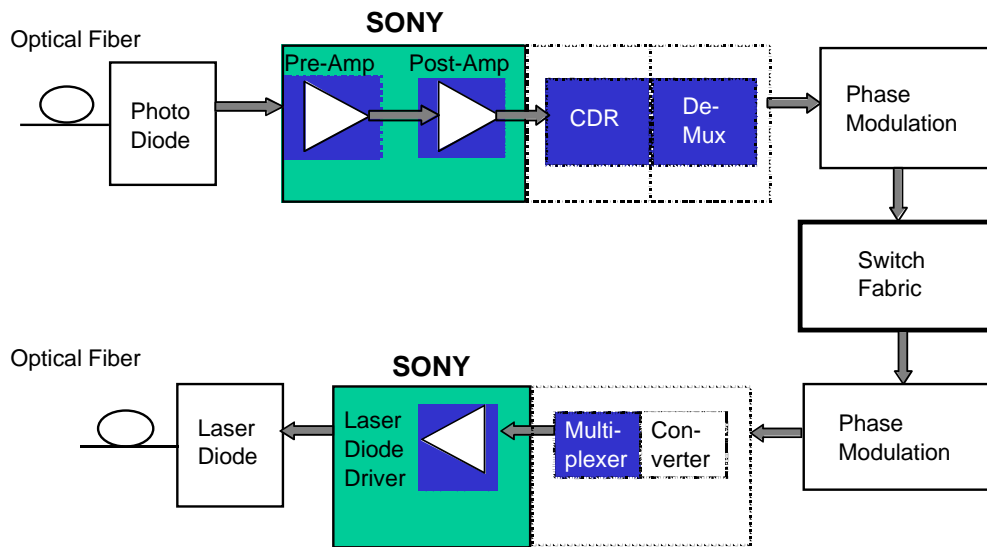 SONY
Optical Fiber
Pre-Amp
Post-Amp
Photo
Diode
CDR
De-
Mux
Phase
Modulation
Switch
Fabric
Optical Fiber
SONY
Laser
Diode
Laser
Diode
Driver
Multi-
plexer
Con-
verter
Phase
Modulation